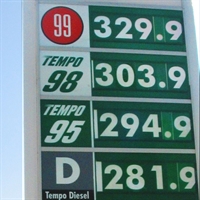 99 329.9
TEMPO 98 303.9
TEMPO 95 294.9
D Tempo Diesel 281.9